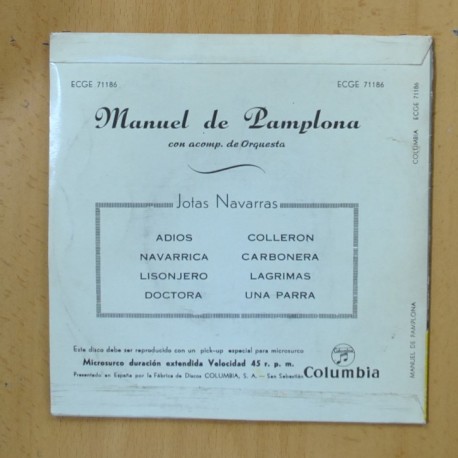 ECGE 71186 ECGE 71186
Manuel de Pamplona
con acomp. de Orquesta
Jotas Navarras
ADIOS COLLERON
NAVARRICA CARBONERA
LISONJERO LAGRIMAS
DOCTORA UNA PARRA
Este disco debe ser reproducido con un pick-up especial para microsurco
Microsurco duración extendida Velocidad 45 r. p. m.
Presentado en España por la Fábrica de Discos COLUMBIA, S. A. — San Sebastián
Columbia
COLUMBIA ECGE 71186
MANUEL DE PAMPLONA